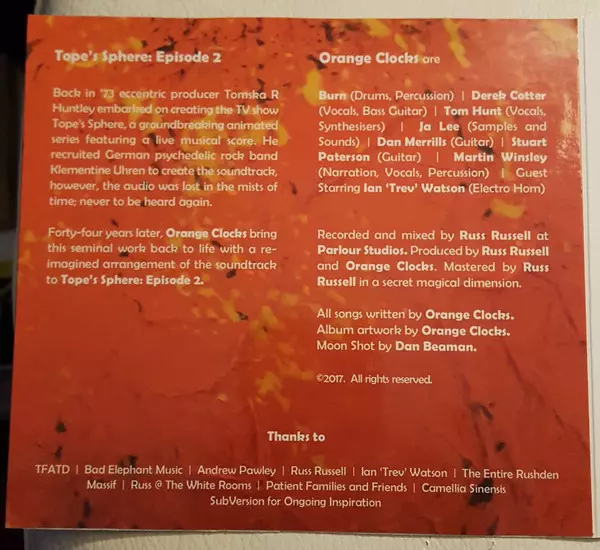 Tope's Sphere: Episode 2
Back in '73 eccentric producer Tomska R
Huntley embarked on creating the TV show
Tope's Sphere, a groundbreaking animated
series featuring a live musical score. He
recruited German psychedelic rock band
Klementine Uhren to create the soundtrack,
however, the audio was lost in the mists of
time; never to be heard again.
Forty-four years later, Orange Clocks bring
this seminal work back to life with a re-
imagined arrangement of the soundtrack
to Tope's Sphere: Episode 2.
Orange Clocks are
Burn (Drums, Percussion) | Derek Cotter
(Vocals, Bass Guitar) | Tom Hunt (Vocals,
Synthesisers) | Ja Lee (Samples and
Sounds) | Dan Merrills (Guitar) | Stuart
Paterson (Guitar) | Martin Winsley
(Narration, Vocals, Percussion) | Guest
Starring Ian 'Trev' Watson (Electro Horn)
Recorded and mixed by Russ Russell at
Parlour Studios. Produced by Russ Russell
and Orange Clocks. Mastered by Russ
Russell in a secret magical dimension.
All songs written by Orange Clocks.
Album artwork by Orange Clocks.
Moon Shot by Dan Beaman.
©2017. All rights reserved.
Thanks to
TFATD | Bad Elephant Music | Andrew Pawley | Russ Russell | Ian 'Trev' Watson | The Entire Rushden
Massif | Russ @ The White Rooms | Patient Families and Friends | Camellia Sinensis
SubVersion for Ongoing Inspiration